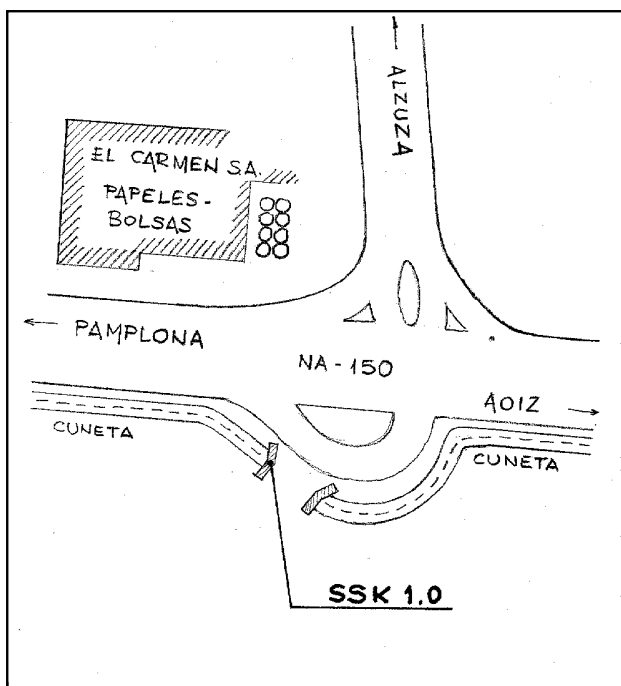 ALZUZA
EL CARMEN S.A.
PAPELES-
BOLSAS
PAMPLONA
NA-150
AOIZ
CUNETA
CUNETA
SSK 1.0